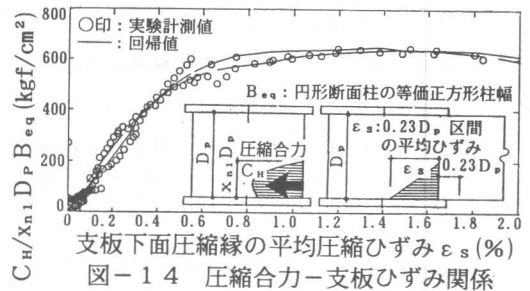 C_H/X_n1 D_P B_eq (kgf/cm²)
800
600
400
200
0
○印：実験計測値
―：回帰値
B_eq：円形断面柱の等価正方形柱幅
D_P
X_n1 D_P
圧縮合力
C_H
D_P
ε_s：0.23D_P 区間
の平均ひずみ
ε_s
0.23D_P
0 0.2 0.4 0.6 0.8 1.0 1.2 1.4 1.6 1.8 2.0
支板下面圧縮縁の平均圧縮ひずみε_s(%)
図－14 圧縮合力－支板ひずみ関係